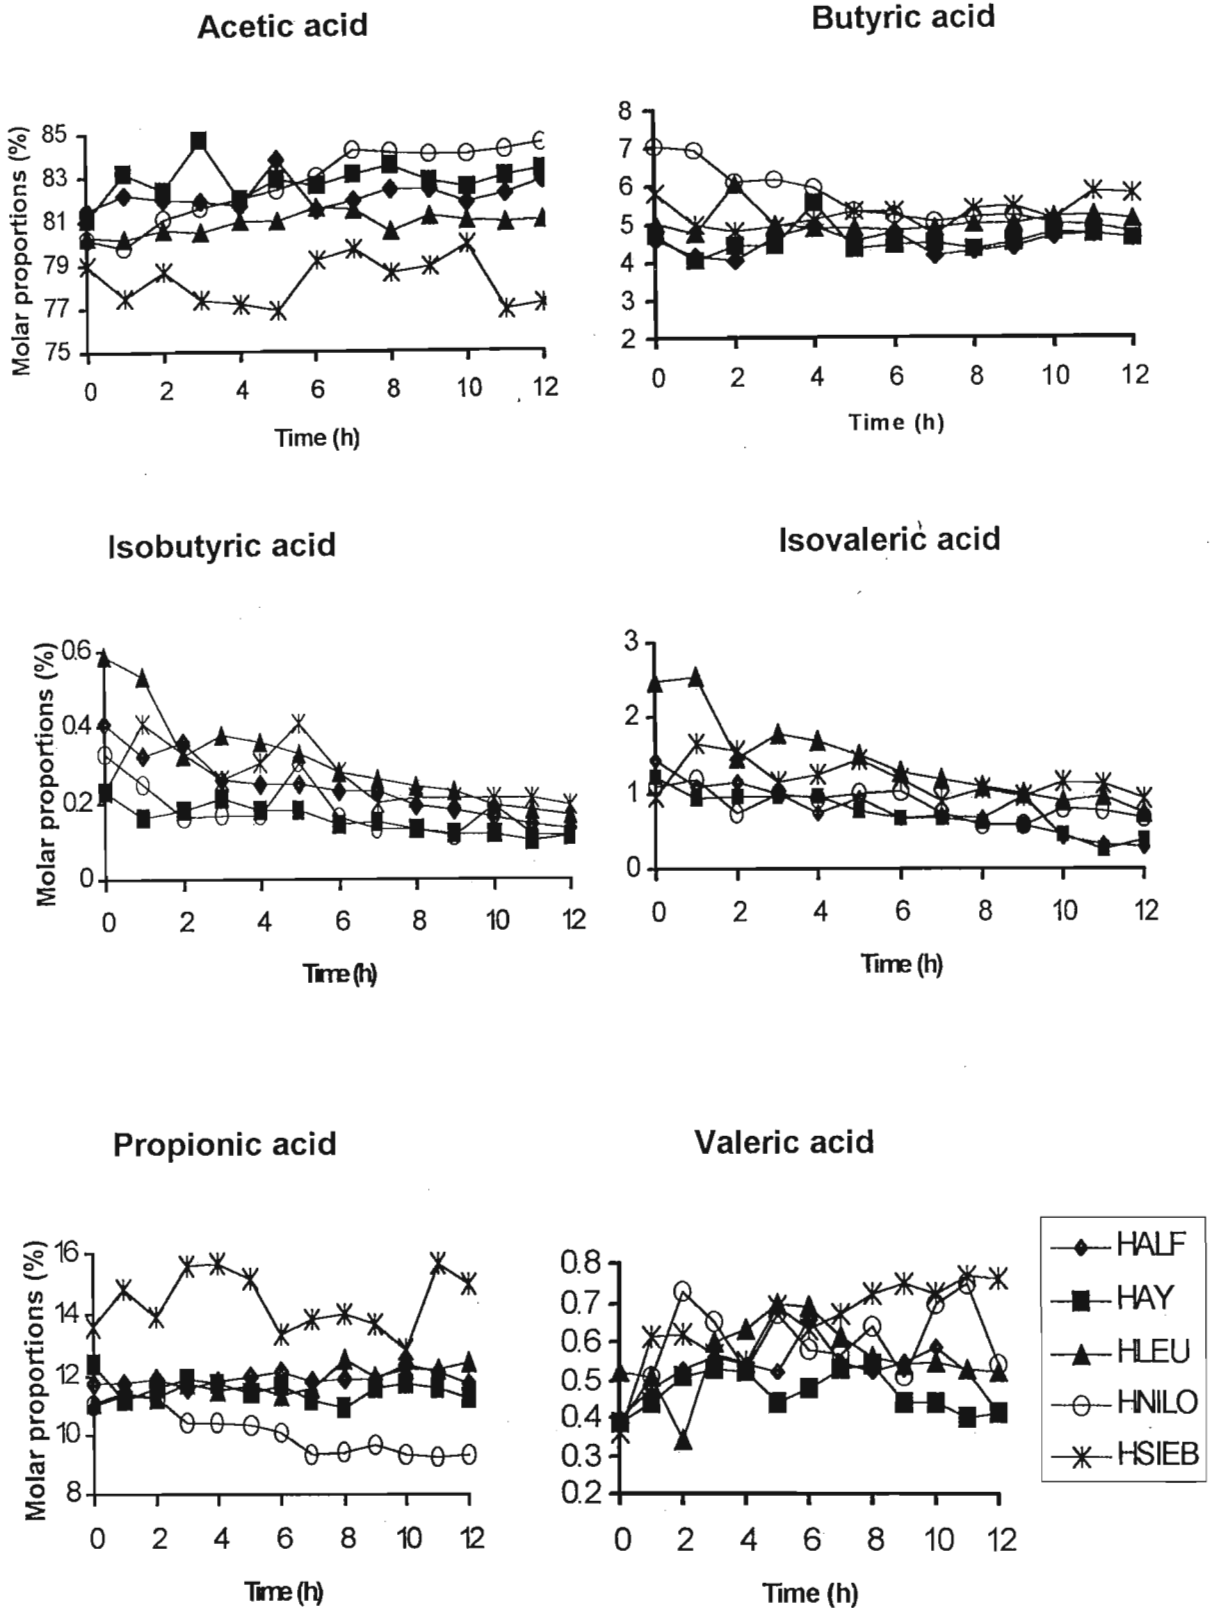 Acetic acid
Molar proportions (%)
85
83
81
79
77
75
0 2 4 6 8 10 12
Time (h)
Butyric acid
8
7
6
5
4
3
2
0 2 4 6 8 10 12
Time (h)
Isobutyric acid
Molar proportions (%)
0.6
0.4
0.2
0
0 2 4 6 8 10 12
Time (h)
Isovaleric acid
3
2
1
0
0 2 4 6 8 10 12
Time (h)
Propionic acid
Molar proportions (%)
16
14
12
10
8
0 2 4 6 8 10 12
Time (h)
Valeric acid
0.8
0.7
0.6
0.5
0.4
0.3
0.2
0 2 4 6 8 10 12
Time (h)
HALF
HAY
HLEU
HNILO
HSIEB